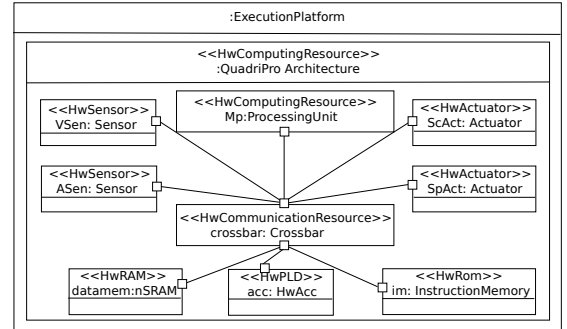 :ExecutionPlatform
<<HwComputingResource>>
:QuadriPro Architecture
<<HwSensor>>
VSen: Sensor
<<HwComputingResource>>
Mp:ProcessingUnit
<<HwActuator>>
ScAct: Actuator
<<HwSensor>>
ASen: Sensor
<<HwActuator>>
SpAct: Actuator
<<HwCommunicationResource>>
crossbar: Crossbar
<<HwRAM>>
datamem:nSRAM
<<HwPLD>>
acc: HwAcc
<<HwRom>>
im: InstructionMemory